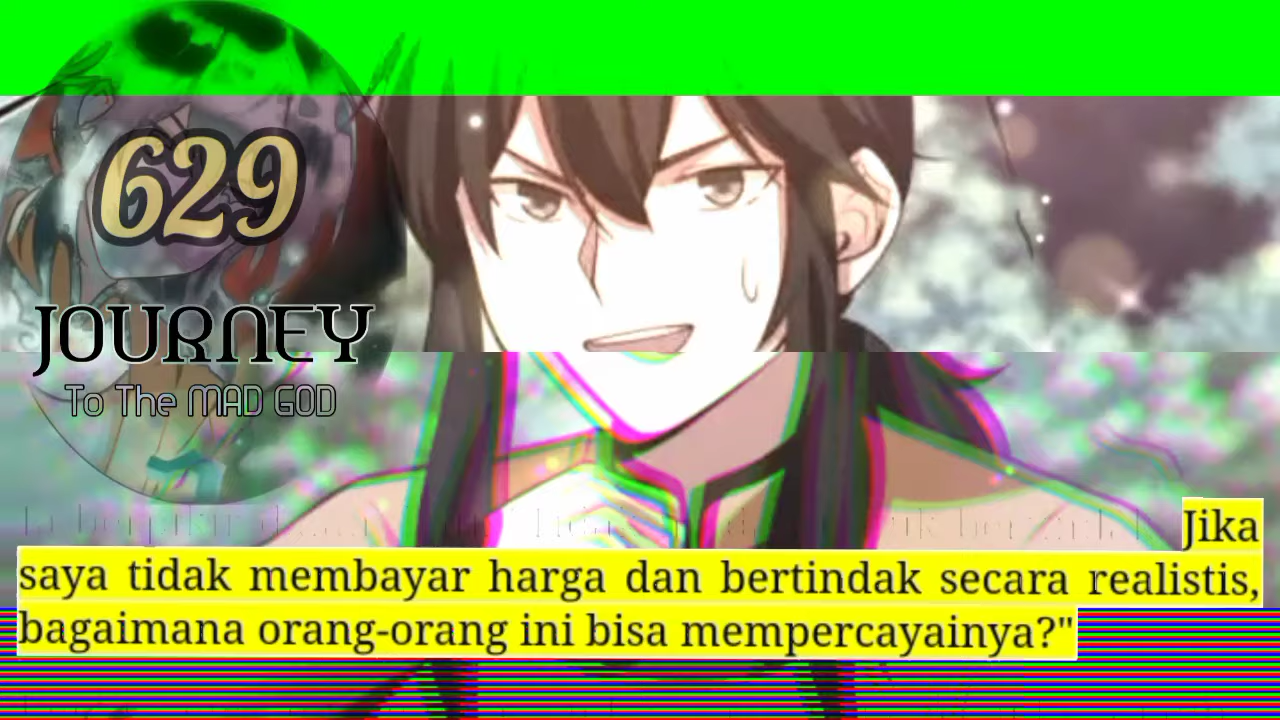 629
JOURNEY
To The MAD GOD
Jika
saya tidak membayar harga dan bertindak secara realistis,
bagaimana orang-orang ini bisa mempercayainya?"